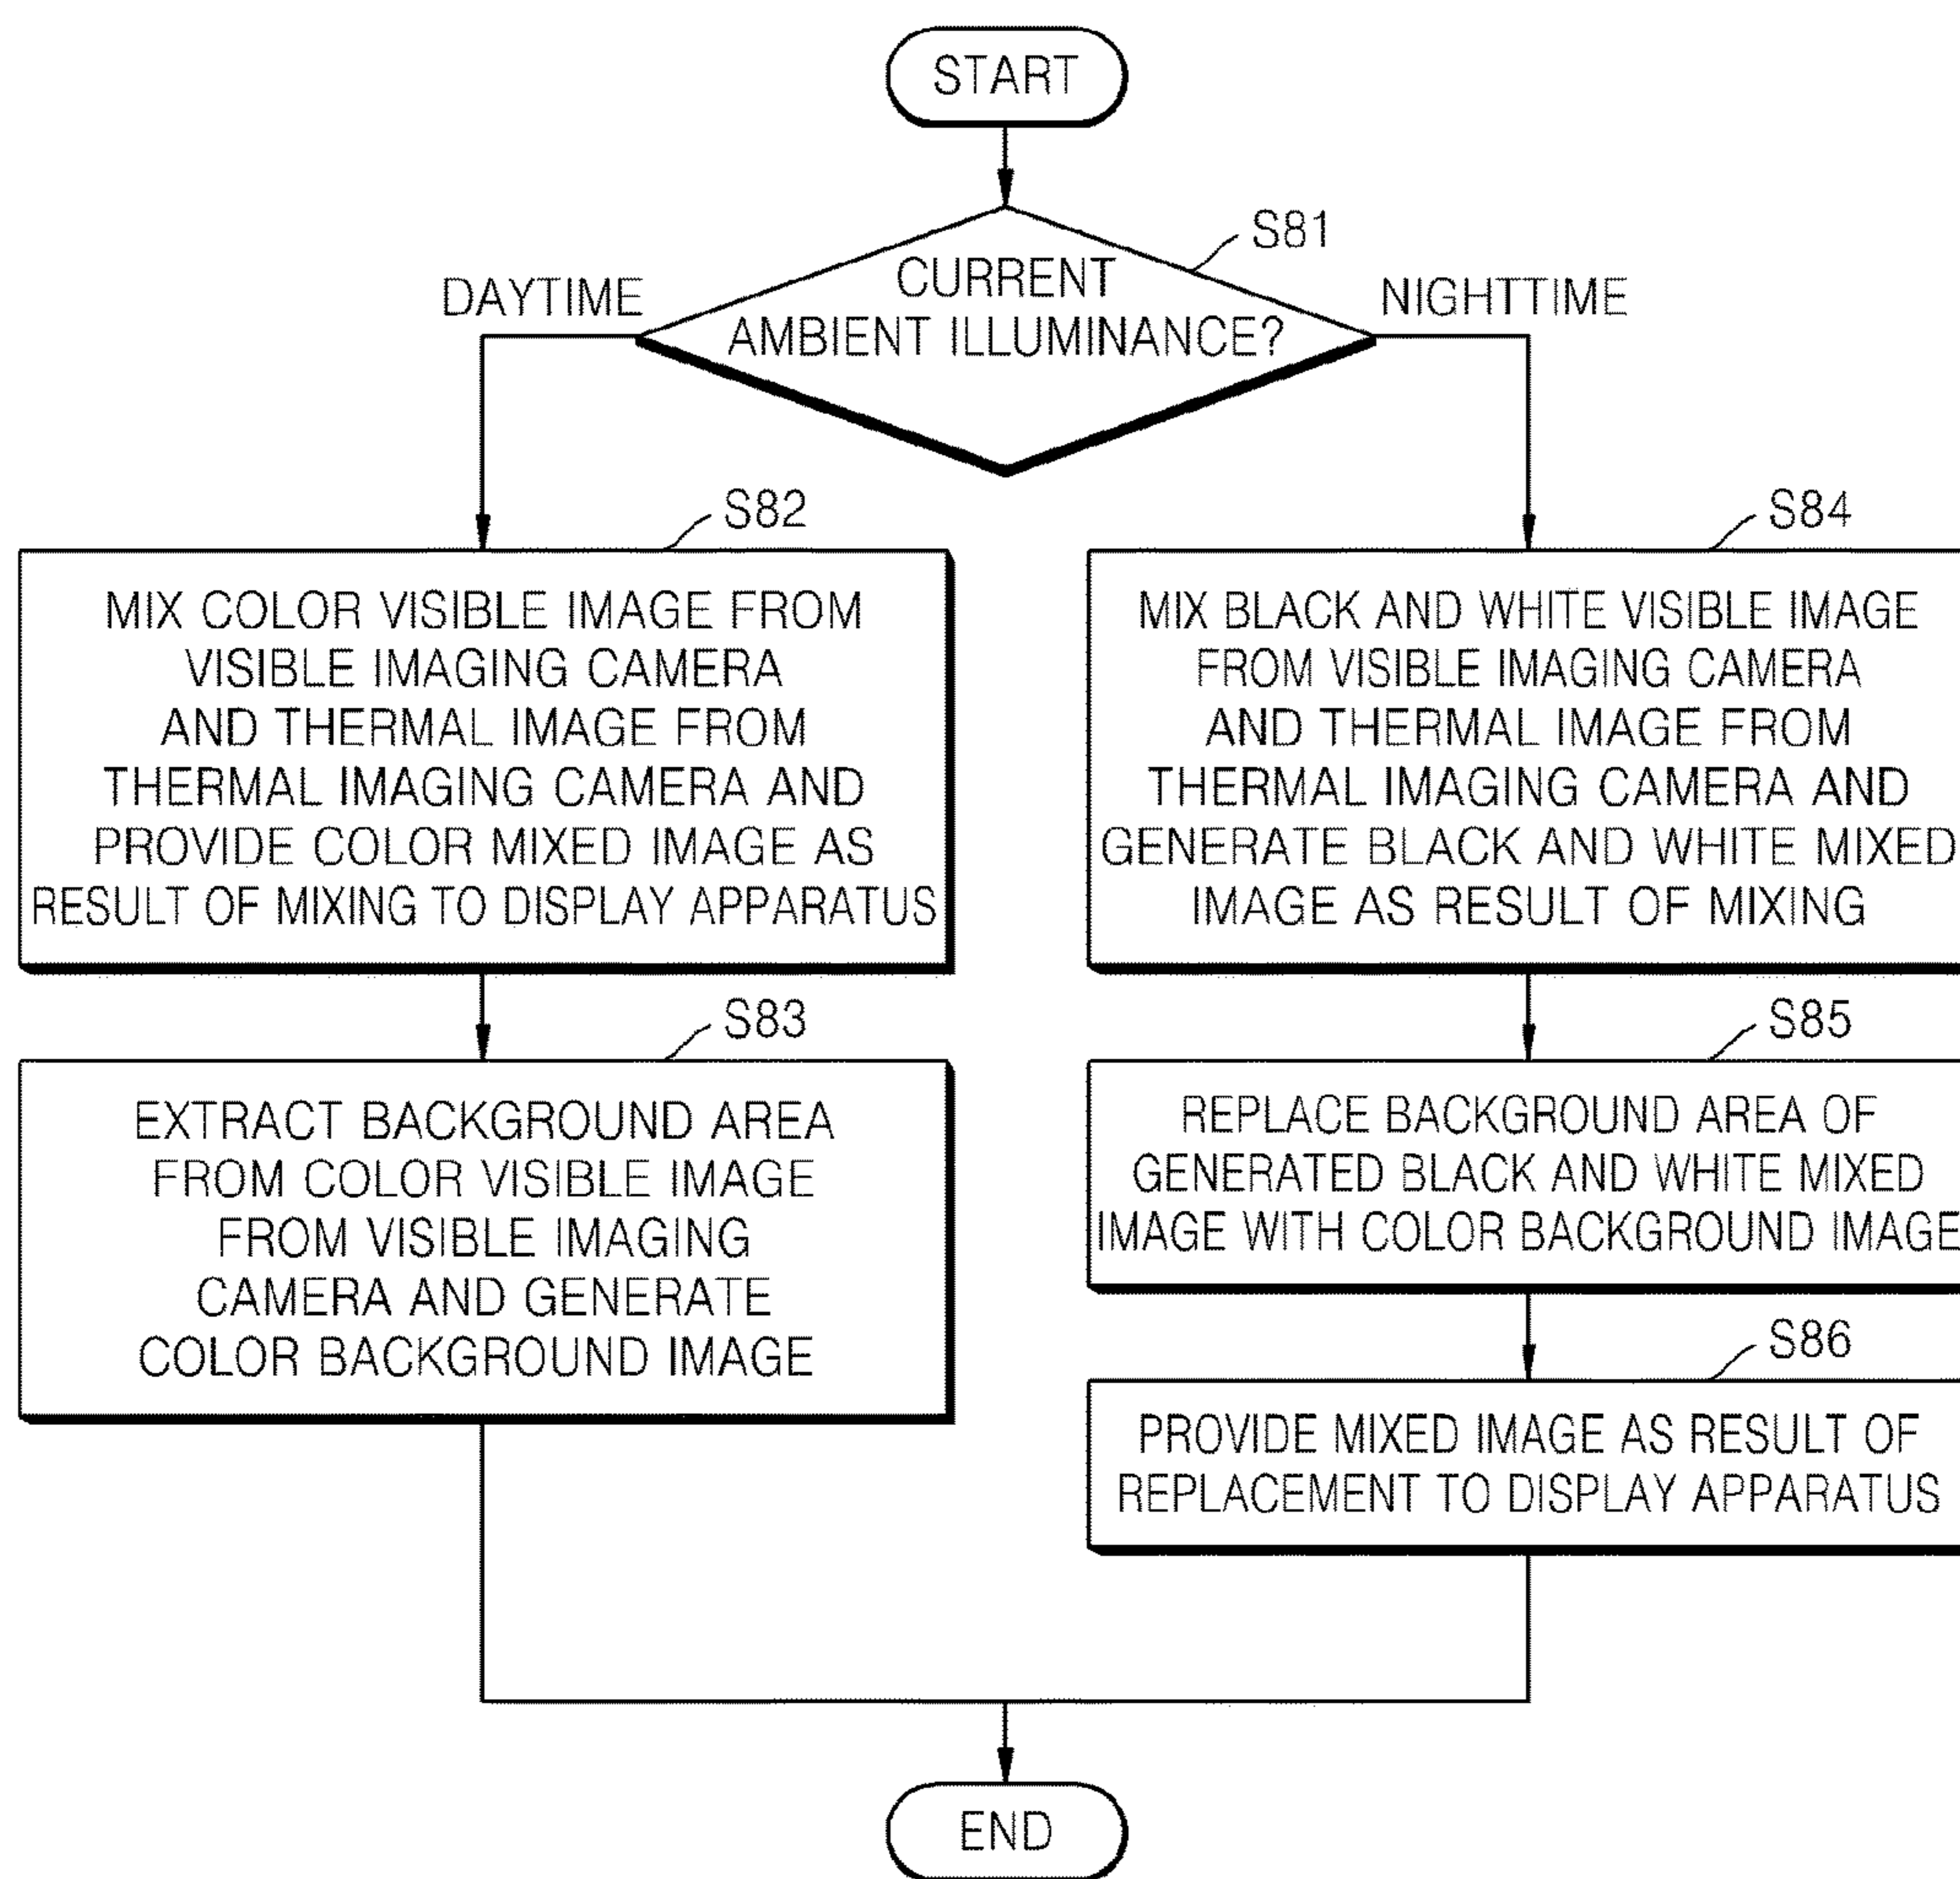 START
S81
CURRENT
AMBIENT ILLUMINANCE?
DAYTIME
NIGHTTIME
S82
MIX COLOR VISIBLE IMAGE FROM
VISIBLE IMAGING CAMERA
AND THERMAL IMAGE FROM
THERMAL IMAGING CAMERA AND
PROVIDE COLOR MIXED IMAGE AS
RESULT OF MIXING TO DISPLAY APPARATUS
S83
EXTRACT BACKGROUND AREA
FROM COLOR VISIBLE IMAGE
FROM VISIBLE IMAGING
CAMERA AND GENERATE
COLOR BACKGROUND IMAGE
S84
MIX BLACK AND WHITE VISIBLE IMAGE
FROM VISIBLE IMAGING CAMERA
AND THERMAL IMAGE FROM
THERMAL IMAGING CAMERA AND
GENERATE BLACK AND WHITE MIXED
IMAGE AS RESULT OF MIXING
S85
REPLACE BACKGROUND AREA OF
GENERATED BLACK AND WHITE MIXED
IMAGE WITH COLOR BACKGROUND IMAGE
S86
PROVIDE MIXED IMAGE AS RESULT OF
REPLACEMENT TO DISPLAY APPARATUS
END